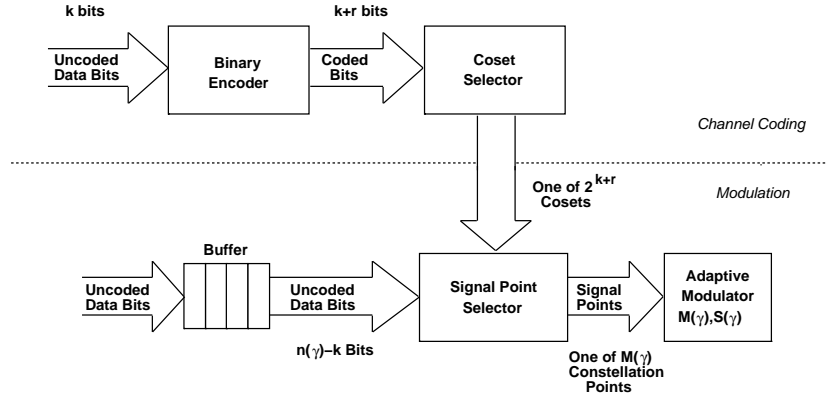 k bits
k+r bits
Uncoded
Data Bits
Binary
Encoder
Coded
Bits
Coset
Selector
Channel Coding
One of 2^k+r
Cosets
Modulation
Buffer
Uncoded
Data Bits
Uncoded
Data Bits
n(γ)−k Bits
Signal Point
Selector
Signal
Points
One of M(γ)
Constellation
Points
Adaptive
Modulator
M(γ),S(γ)